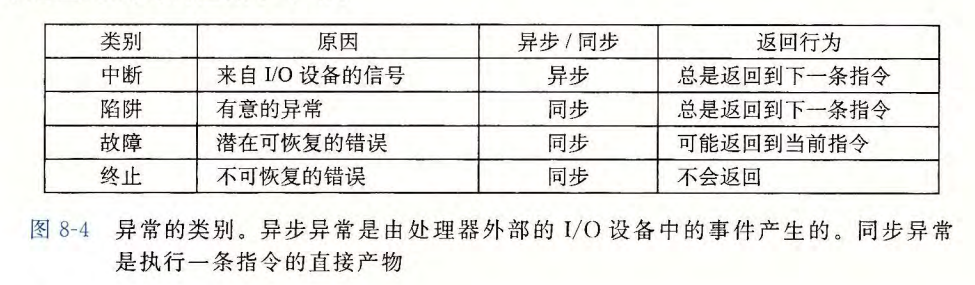 类别 原因 异步 / 同步 返回行为
中断 来自 I/O 设备的信号 异步 总是返回到下一条指令
陷阱 有意的异常 同步 总是返回到下一条指令
故障 潜在可恢复的错误 同步 可能返回到当前指令
终止 不可恢复的错误 同步 不会返回
图 8-4 异常的类别。异步异常是由处理器外部的 I/O 设备中的事件产生的。同步异常
是执行一条指令的直接产物